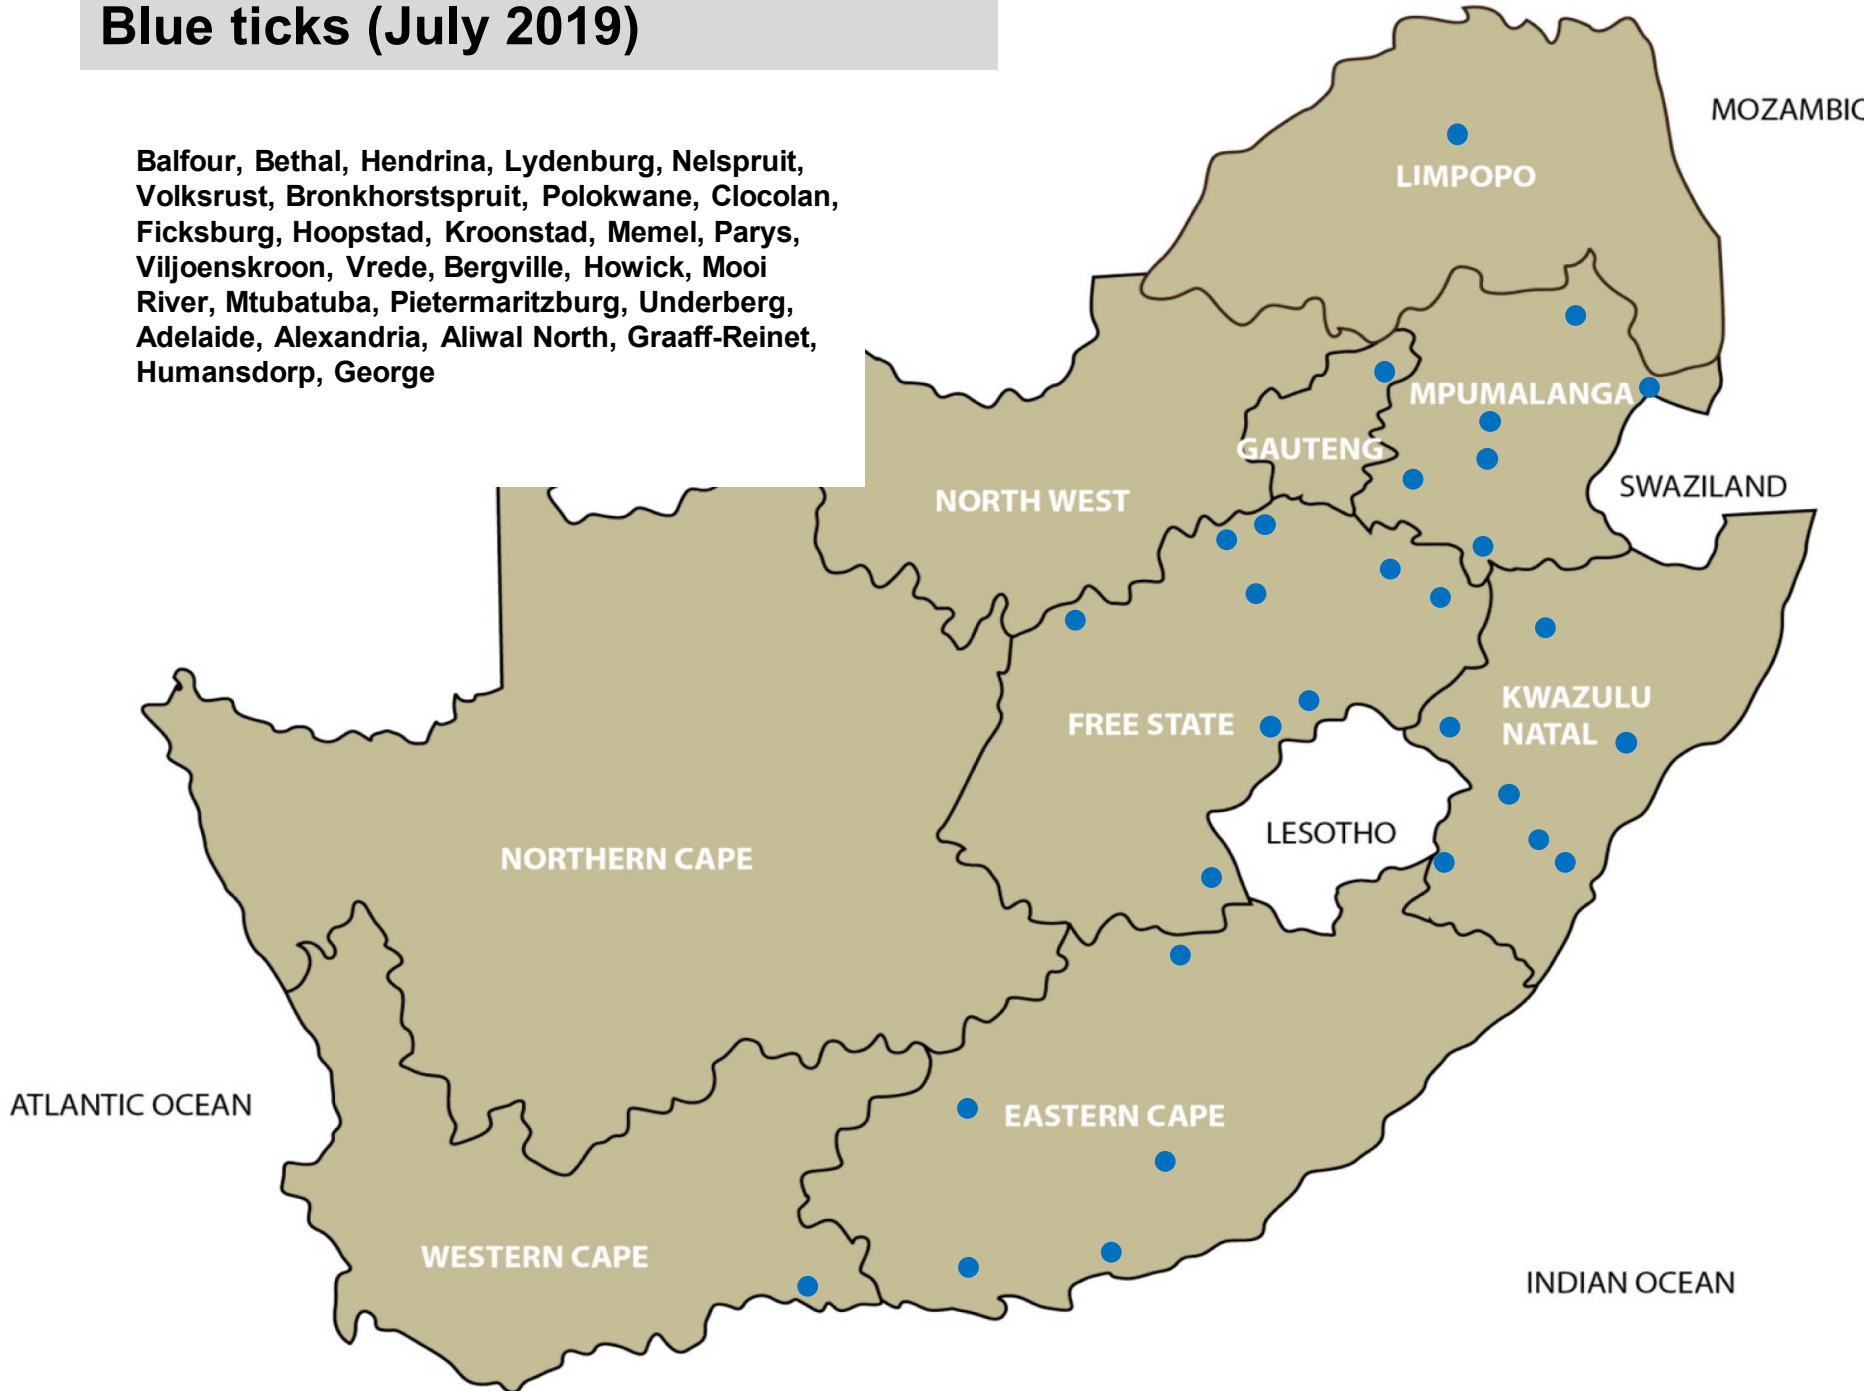 Blue ticks (July 2019)
Balfour, Bethal, Hendrina, Lydenburg, Nelspruit,
Volksrust, Bronkhorstspruit, Polokwane, Clocolan,
Ficksburg, Hoopstad, Kroonstad, Memel, Parys,
Viljoenskroon, Vrede, Bergville, Howick, Mooi
River, Mtubatuba, Pietermaritzburg, Underberg,
Adelaide, Alexandria, Aliwal North, Graaff-Reinet,
Humansdorp, George
MOZAMBIQ
LIMPOPO
MPUMALANGA
GAUTENG
SWAZILAND
NORTH WEST
KWAZULU
NATAL
FREE STATE
LESOTHO
NORTHERN CAPE
ATLANTIC OCEAN
EASTERN CAPE
WESTERN CAPE
INDIAN OCEAN